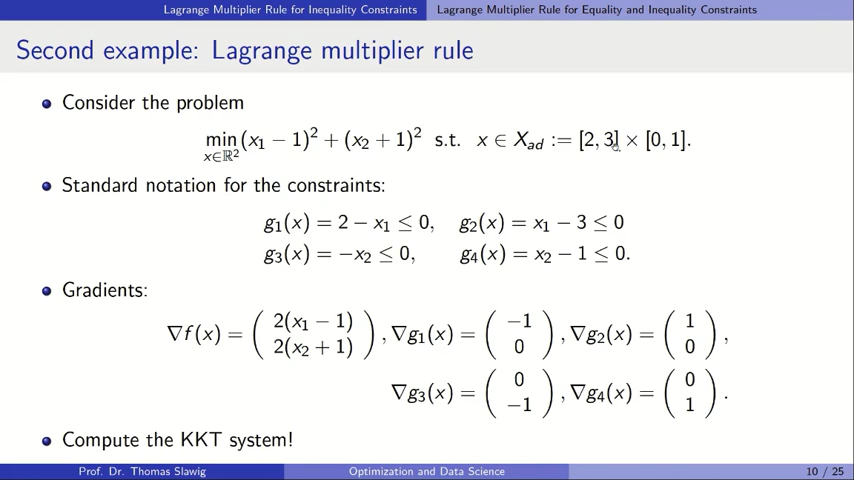 Lagrange Multiplier Rule for Inequality Constraints Lagrange Multiplier Rule for Equality and Inequality Constraints
Second example: Lagrange multiplier rule
Consider the problem
min (x₁ − 1)² + (x₂ + 1)² s.t. x ∈ X_ad := [2, 3] × [0, 1].
x∈ℝ²
Standard notation for the constraints:
g₁(x) = 2 − x₁ ≤ 0, g₂(x) = x₁ − 3 ≤ 0
g₃(x) = −x₂ ≤ 0, g₄(x) = x₂ − 1 ≤ 0.
Gradients:
∇f(x) = ( 2(x₁ − 1) 2(x₂ + 1) ), ∇g₁(x) = ( −1 0 ), ∇g₂(x) = ( 1 0 ),
∇g₃(x) = ( 0 −1 ), ∇g₄(x) = ( 0 1 ).
Compute the KKT system!
Prof. Dr. Thomas Slawig Optimization and Data Science 10 / 25